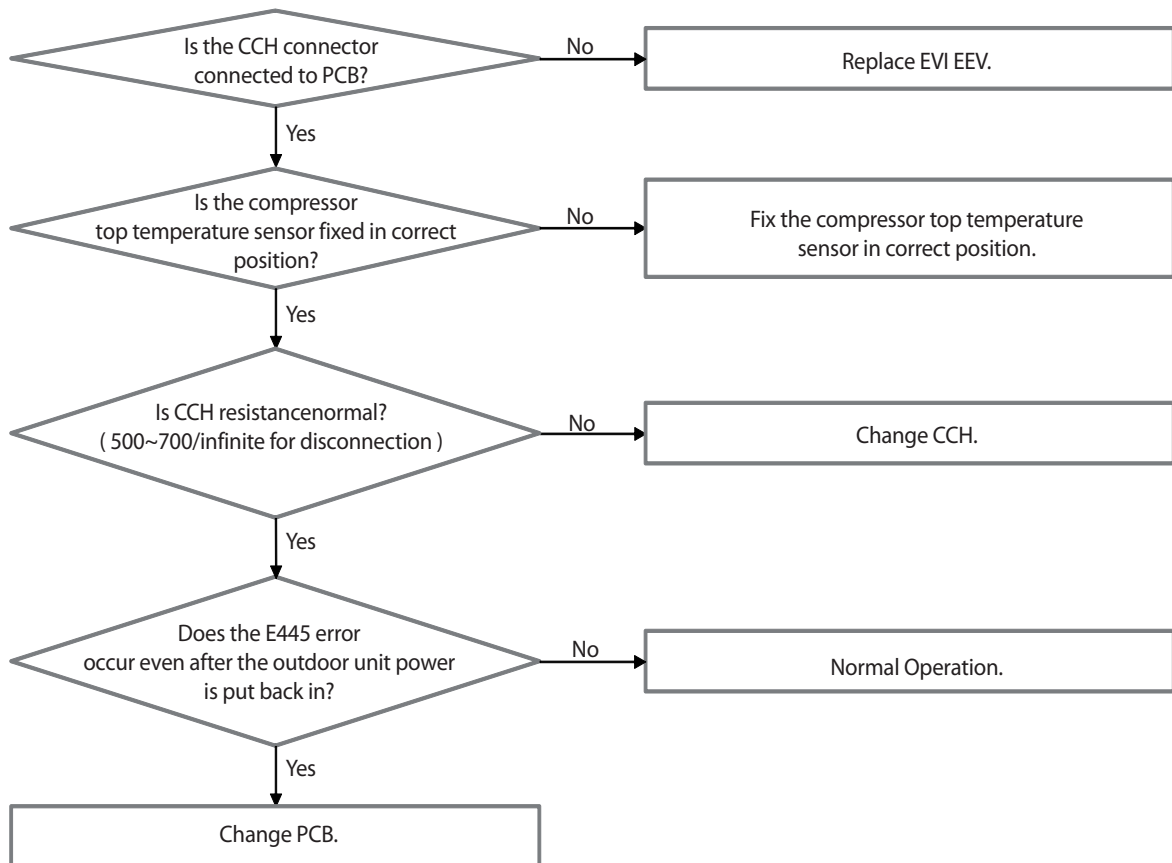 Is the CCH connector
connected to PCB?
No
Replace EVI EEV.
Yes
Is the compressor
top temperature sensor fixed in correct
position?
No
Fix the compressor top temperature
sensor in correct position.
Yes
Is CCH resistancenormal?
( 500~700/infinite for disconnection )
No
Change CCH.
Yes
Does the E445 error
occur even after the outdoor unit power
is put back in?
No
Normal Operation.
Yes
Change PCB.